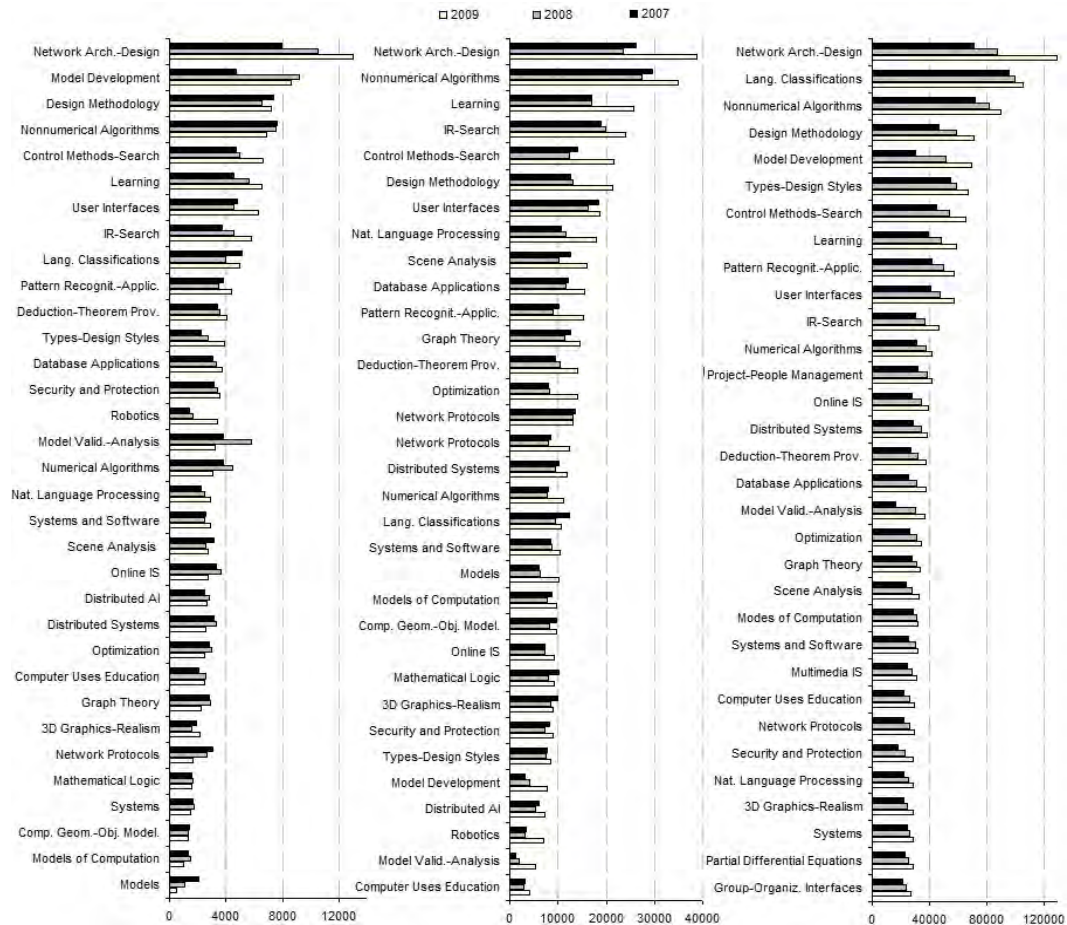 2009 2008 2007
Network Arch.-Design
Model Development
Design Methodology
Nonnumerical Algorithms
Control Methods-Search
Learning
User Interfaces
IR-Search
Lang. Classifications
Pattern Recognit.-Applic.
Deduction-Theorem Prov.
Types-Design Styles
Database Applications
Security and Protection
Robotics
Model Valid.-Analysis
Numerical Algorithms
Nat. Language Processing
Systems and Software
Scene Analysis
Online IS
Distributed AI
Distributed Systems
Optimization
Computer Uses Education
Graph Theory
3D Graphics-Realism
Network Protocols
Mathematical Logic
Systems
Comp. Geom.-Obj. Model.
Models of Computation
Models
0 4000 8000 12000
Network Arch.-Design
Nonnumerical Algorithms
Learning
IR-Search
Control Methods-Search
Design Methodology
User Interfaces
Nat. Language Processing
Scene Analysis
Database Applications
Pattern Recognit.-Applic.
Graph Theory
Deduction-Theorem Prov.
Optimization
Network Protocols
Network Protocols
Distributed Systems
Numerical Algorithms
Lang. Classifications
Systems and Software
Models
Models of Computation
Comp. Geom.-Obj. Model.
Online IS
Mathematical Logic
3D Graphics-Realism
Security and Protection
Types-Design Styles
Model Development
Distributed AI
Robotics
Model Valid.-Analysis
Computer Uses Education
0 10000 20000 30000 40000
Network Arch.-Design
Lang. Classifications
Nonnumerical Algorithms
Design Methodology
Model Development
Types-Design Styles
Control Methods-Search
Learning
Pattern Recognit.-Applic.
User Interfaces
IR-Search
Numerical Algorithms
Project-People Management
Online IS
Distributed Systems
Deduction-Theorem Prov.
Database Applications
Model Valid.-Analysis
Optimization
Graph Theory
Scene Analysis
Modes of Computation
Systems and Software
Multimedia IS
Computer Uses Education
Network Protocols
Security and Protection
Nat. Language Processing
3D Graphics-Realism
Systems
Partial Differential Equations
Group-Organiz. Interfaces
0 40000 80000 120000